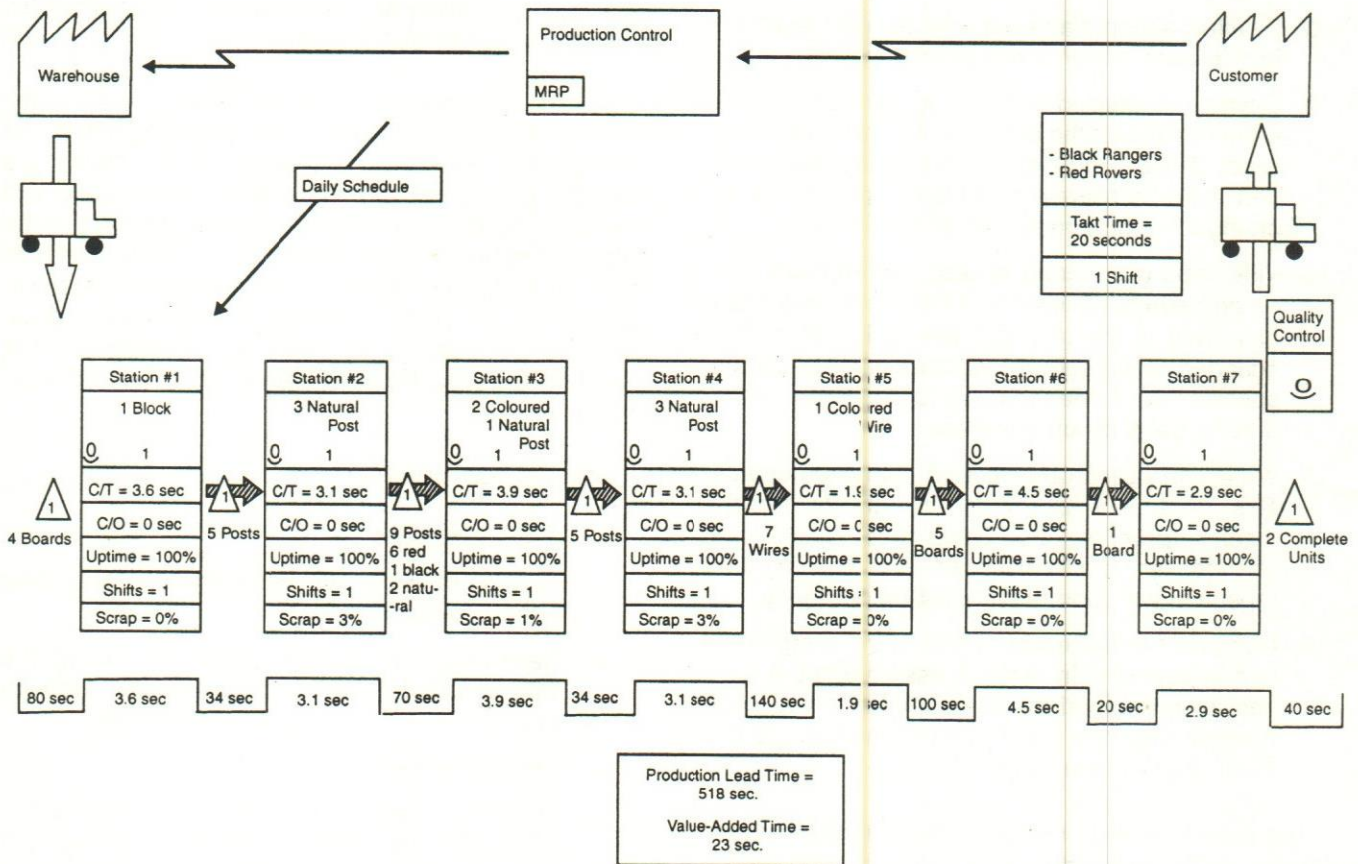 Warehouse
Production Control
MRP
Customer
Daily Schedule
- Black Rangers
- Red Rovers
Takt Time =
20 seconds
1 Shift
Quality
Control
4 Boards
1
Station #1
1 Block
1
C/T = 3.6 sec
C/O = 0 sec
Uptime = 100%
Shifts = 1
Scrap = 0%
1
5 Posts
Station #2
3 Natural
Post
1
C/T = 3.1 sec
C/O = 0 sec
Uptime = 100%
Shifts = 1
Scrap = 3%
1
9 Posts
6 red
1 black
2 natu-
-ral
Station #3
2 Coloured
1 Natural
Post
1
C/T = 3.9 sec
C/O = 0 sec
Uptime = 100%
Shifts = 1
Scrap = 1%
1
5 Posts
Station #4
3 Natural
Post
1
C/T = 3.1 sec
C/O = 0 sec
Uptime = 100%
Shifts = 1
Scrap = 3%
1
7
Wires
Station #5
1 Coloured
Wire
1
C/T = 1.9 sec
C/O = 0 sec
Uptime = 100%
Shifts = 1
Scrap = 0%
1
5
Boards
Station #6
1
C/T = 4.5 sec
C/O = 0 sec
Uptime = 100%
Shifts = 1
Scrap = 0%
1
1
Board
Station #7
1
C/T = 2.9 sec
C/O = 0 sec
Uptime = 100%
Shifts = 1
Scrap = 0%
1
2 Complete
Units
80 sec
3.6 sec
34 sec
3.1 sec
70 sec
3.9 sec
34 sec
3.1 sec
140 sec
1.9 sec
100 sec
4.5 sec
20 sec
2.9 sec
40 sec
Production Lead Time =
518 sec.
Value-Added Time =
23 sec.